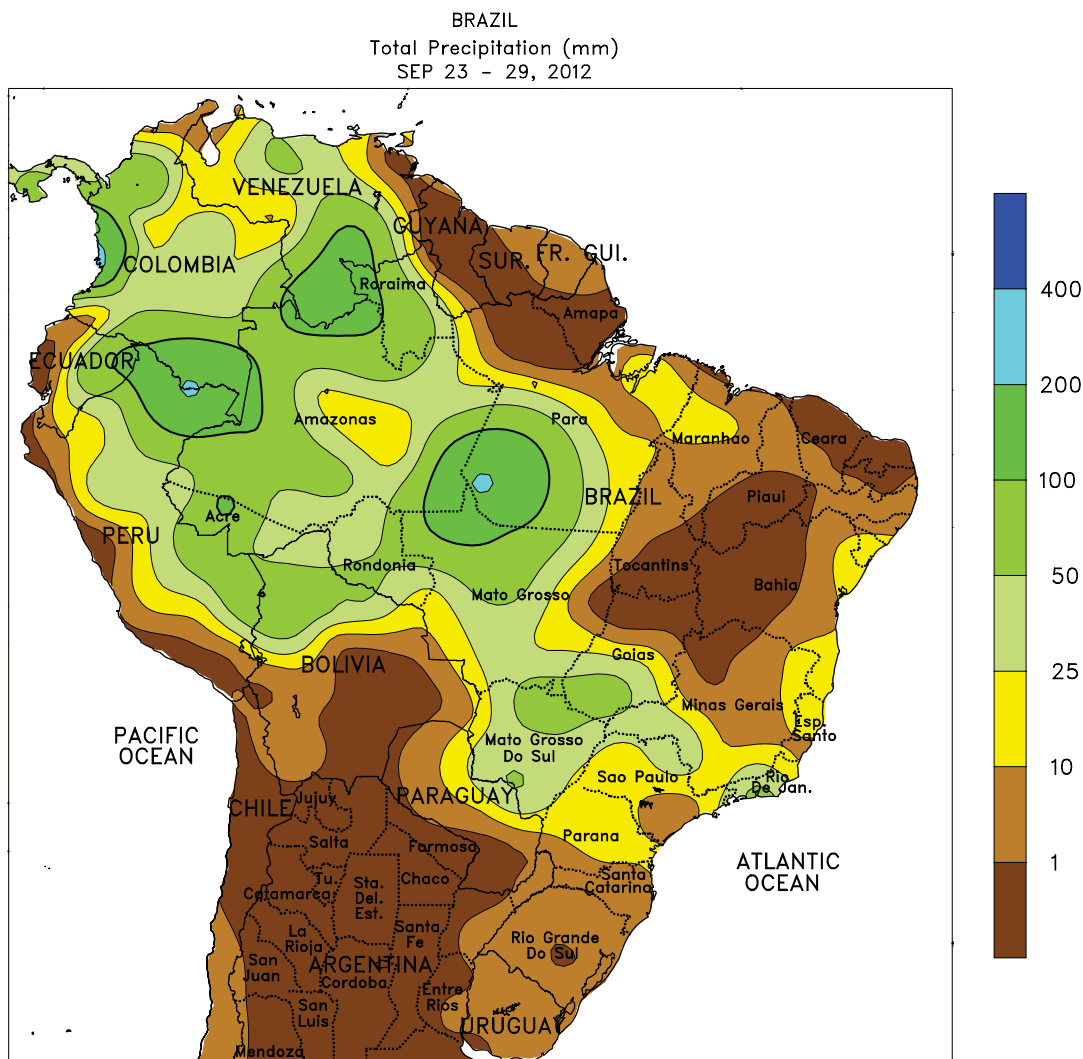 BRAZIL
Total Precipitation (mm)
SEP 23 - 29, 2012
VENEZUELA
GUYANA
SUR.
FR. GUI.
COLOMBIA
Roraima
Amapa
ECUADOR
Amazonas
Para
Maranhao
Ceara
BRAZIL
Piaui
Acre
PERU
Rondonia
Tocantins
Bahia
Mato Grosso
BOLIVIA
Goias
Minas Gerais
Esp.
Santo
PACIFIC
OCEAN
Mato Grosso
Do Sul
Sao Paulo
Rio
De Jan.
CHILE
Jujuy
PARAGUAY
Parana
Salta
Formosa
ATLANTIC
OCEAN
Tu.
Catamarca
Sta.
Del.
Est.
Chaco
Santa
Catarina
La
Rioja
Santa
Fe
Rio Grande
Do Sul
San
Juan
ARGENTINA
Cordoba
Entre
Rios
San
Luis
URUGUAY
Mendoza
400
200
100
50
25
10
1